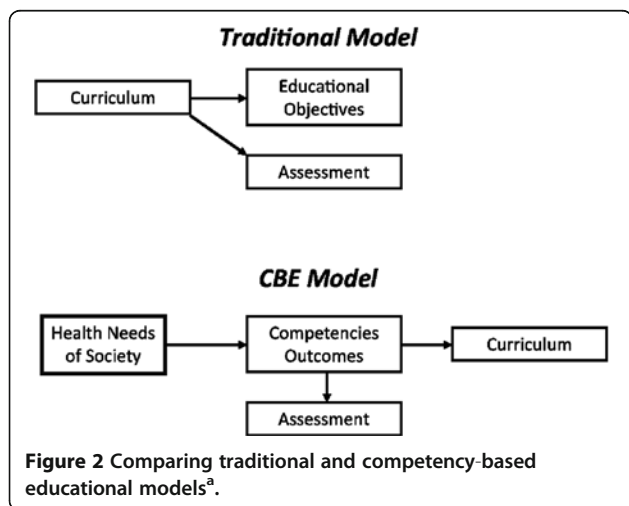 Traditional Model
Curriculum
Educational
Objectives
Assessment
CBE Model
Health Needs
of Society
Competencies
Outcomes
Curriculum
Assessment
Figure 2 Comparing traditional and competency-based
educational modelsᵃ.